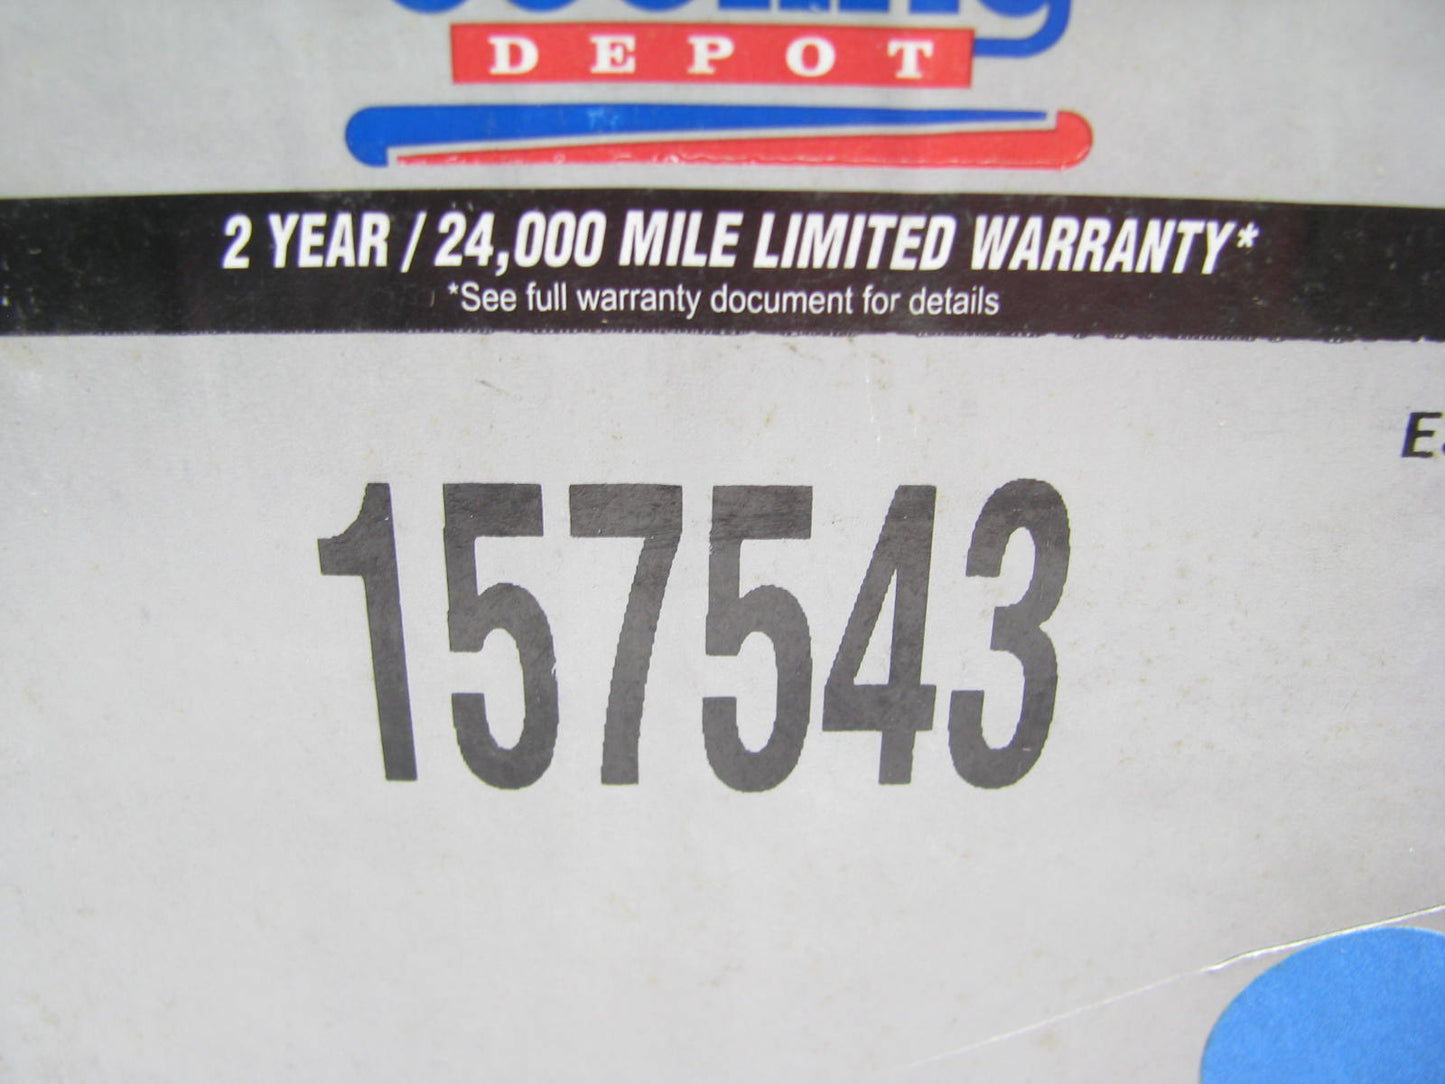 DEPOT
2 YEAR / 24,000 MILE LIMITED WARRANTY*
*See full warranty document for details
157543